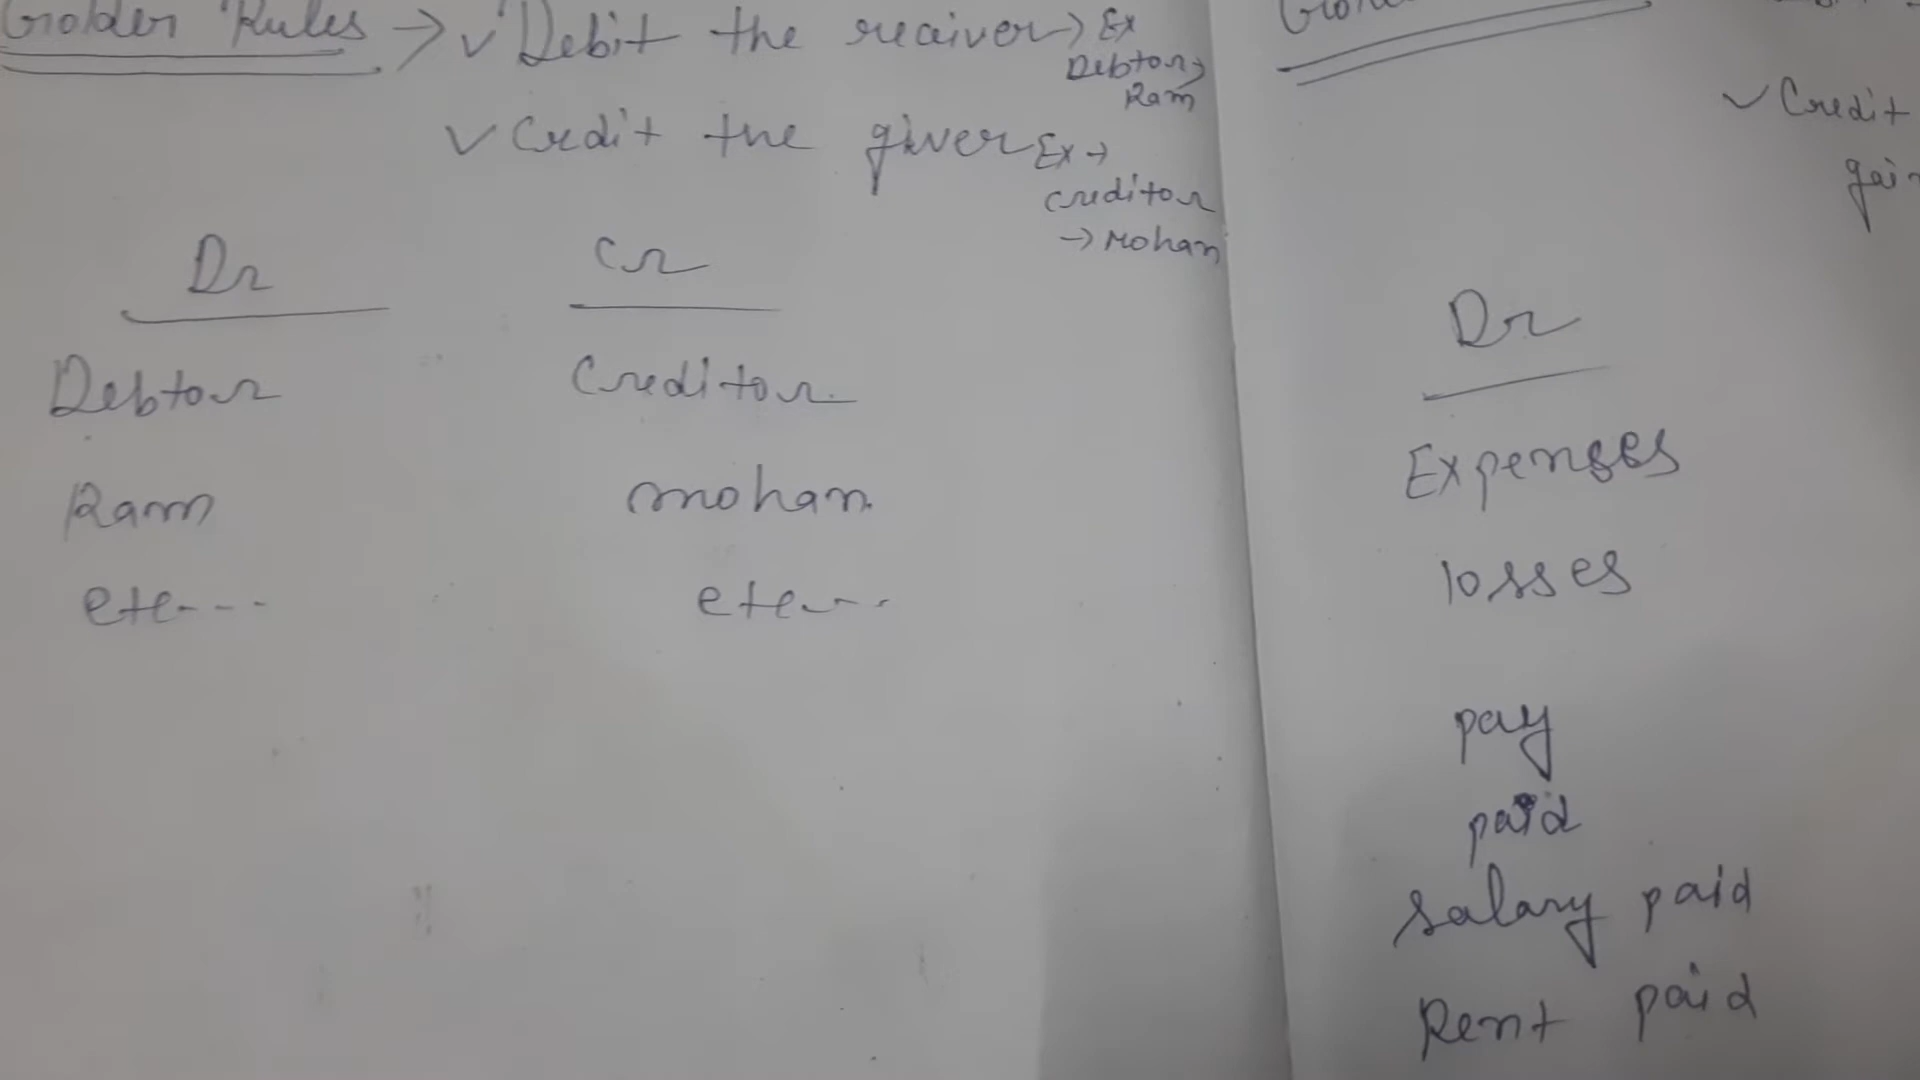 Golden Rules → ✓ Debit the reciver → Ex
Debtor →
Ram
✓ Credit the giver Ex →
creditor
→ Mohan
Dr Cr
Debtor Creditor
Ram mohan
etc---- etc---
✓ Credit
Dr
Expenses
losses
pay
paid
salary paid
Rent paid